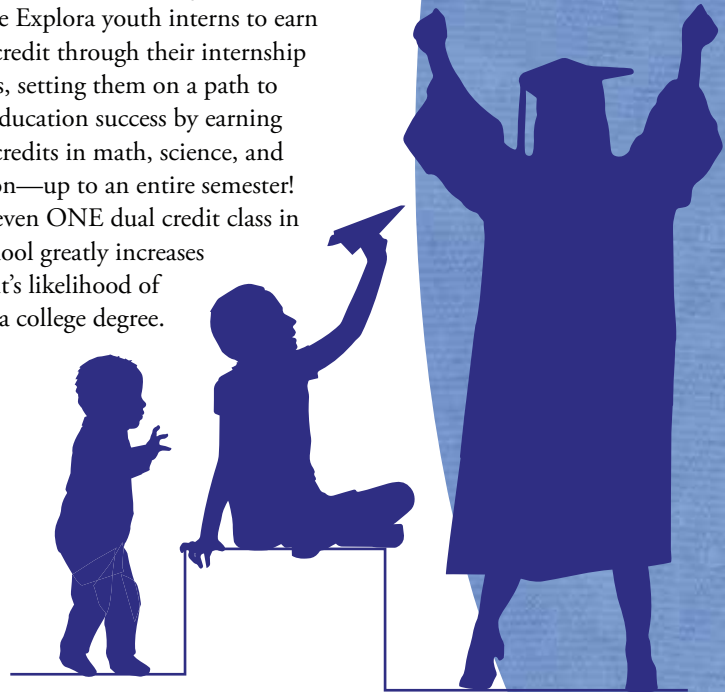 e Explora youth interns to earn
credit through their internship
s, setting them on a path to
ducation success by earning
credits in math, science, and
on—up to an entire semester!
even ONE dual credit class in
ool greatly increases
t’s likelihood of
a college degree.